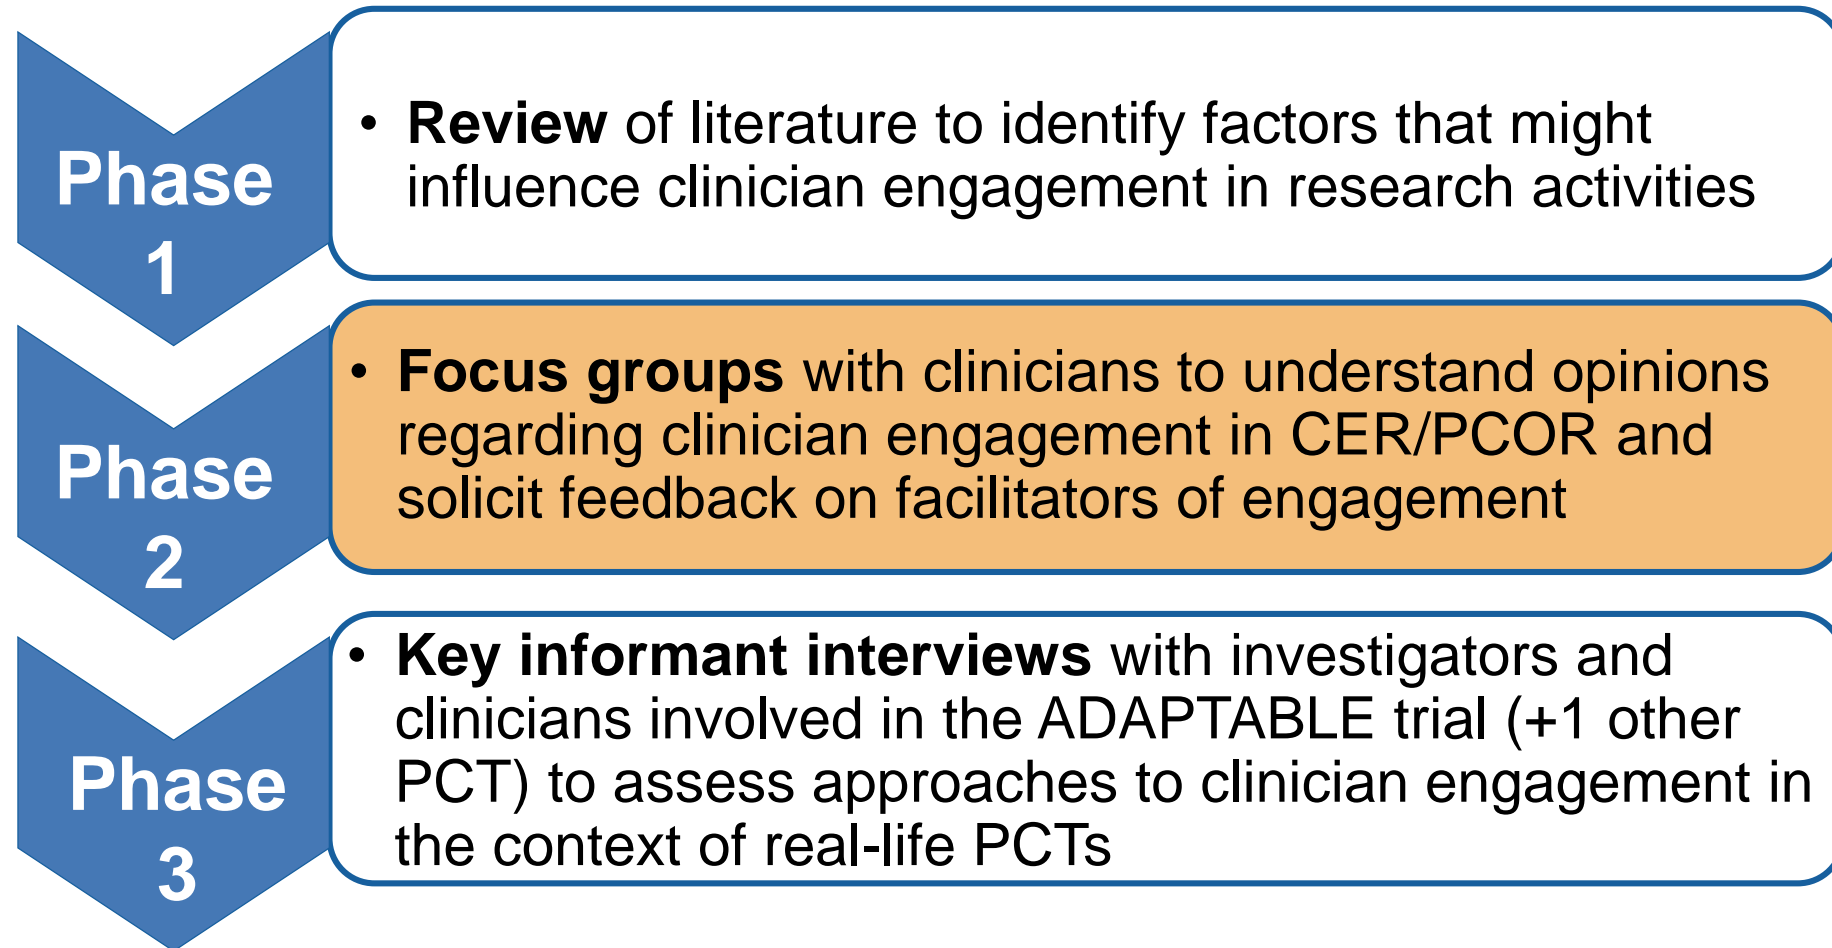 Phase
1
• Review of literature to identify factors that might
influence clinician engagement in research activities
Phase
2
• Focus groups with clinicians to understand opinions
regarding clinician engagement in CER/PCOR and
solicit feedback on facilitators of engagement
Phase
3
• Key informant interviews with investigators and
clinicians involved in the ADAPTABLE trial (+1 other
PCT) to assess approaches to clinician engagement in
the context of real-life PCTs